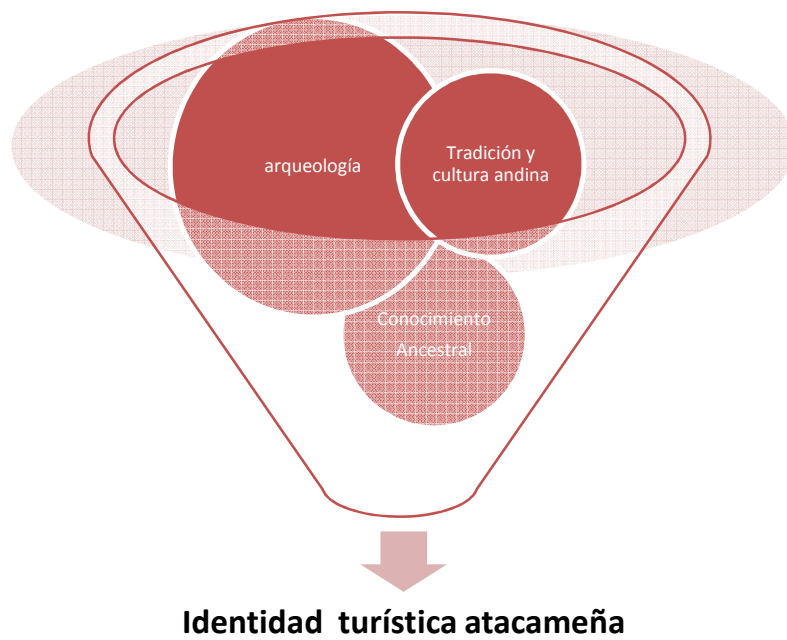 arqueología
Tradición y
cultura andina
Conocimiento
Ancestral
Identidad turística atacameña